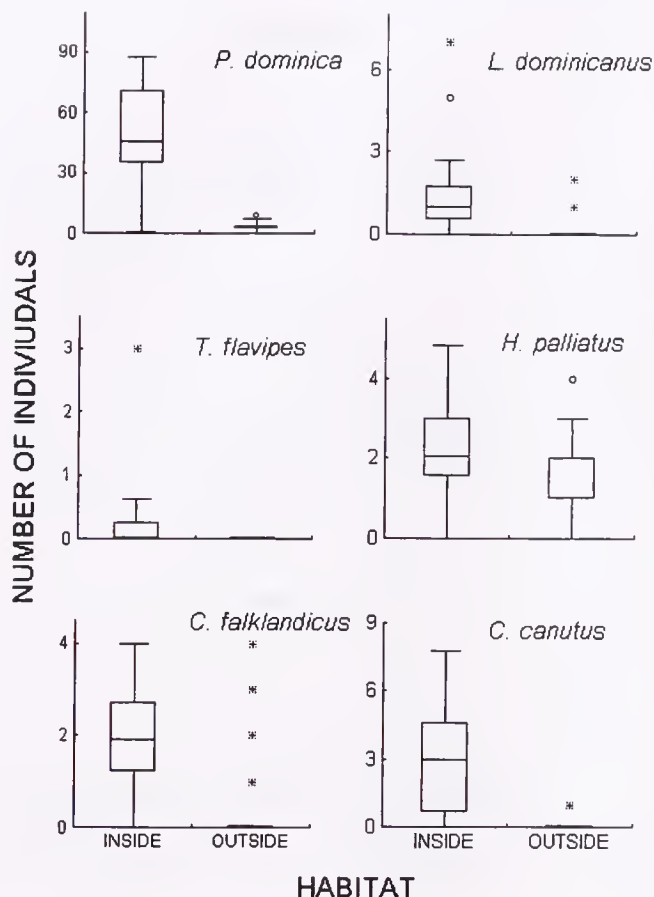 P. dominica
90
60
30
0
L. dominicanus
6
3
0
T. flavipes
3
2
1
0
H. palliatus
4
2
0
C. falklandicus
4
2
0
INSIDE OUTSIDE
C. canutus
9
6
3
0
INSIDE OUTSIDE
NUMBER OF INDIVIUDALS
HABITAT